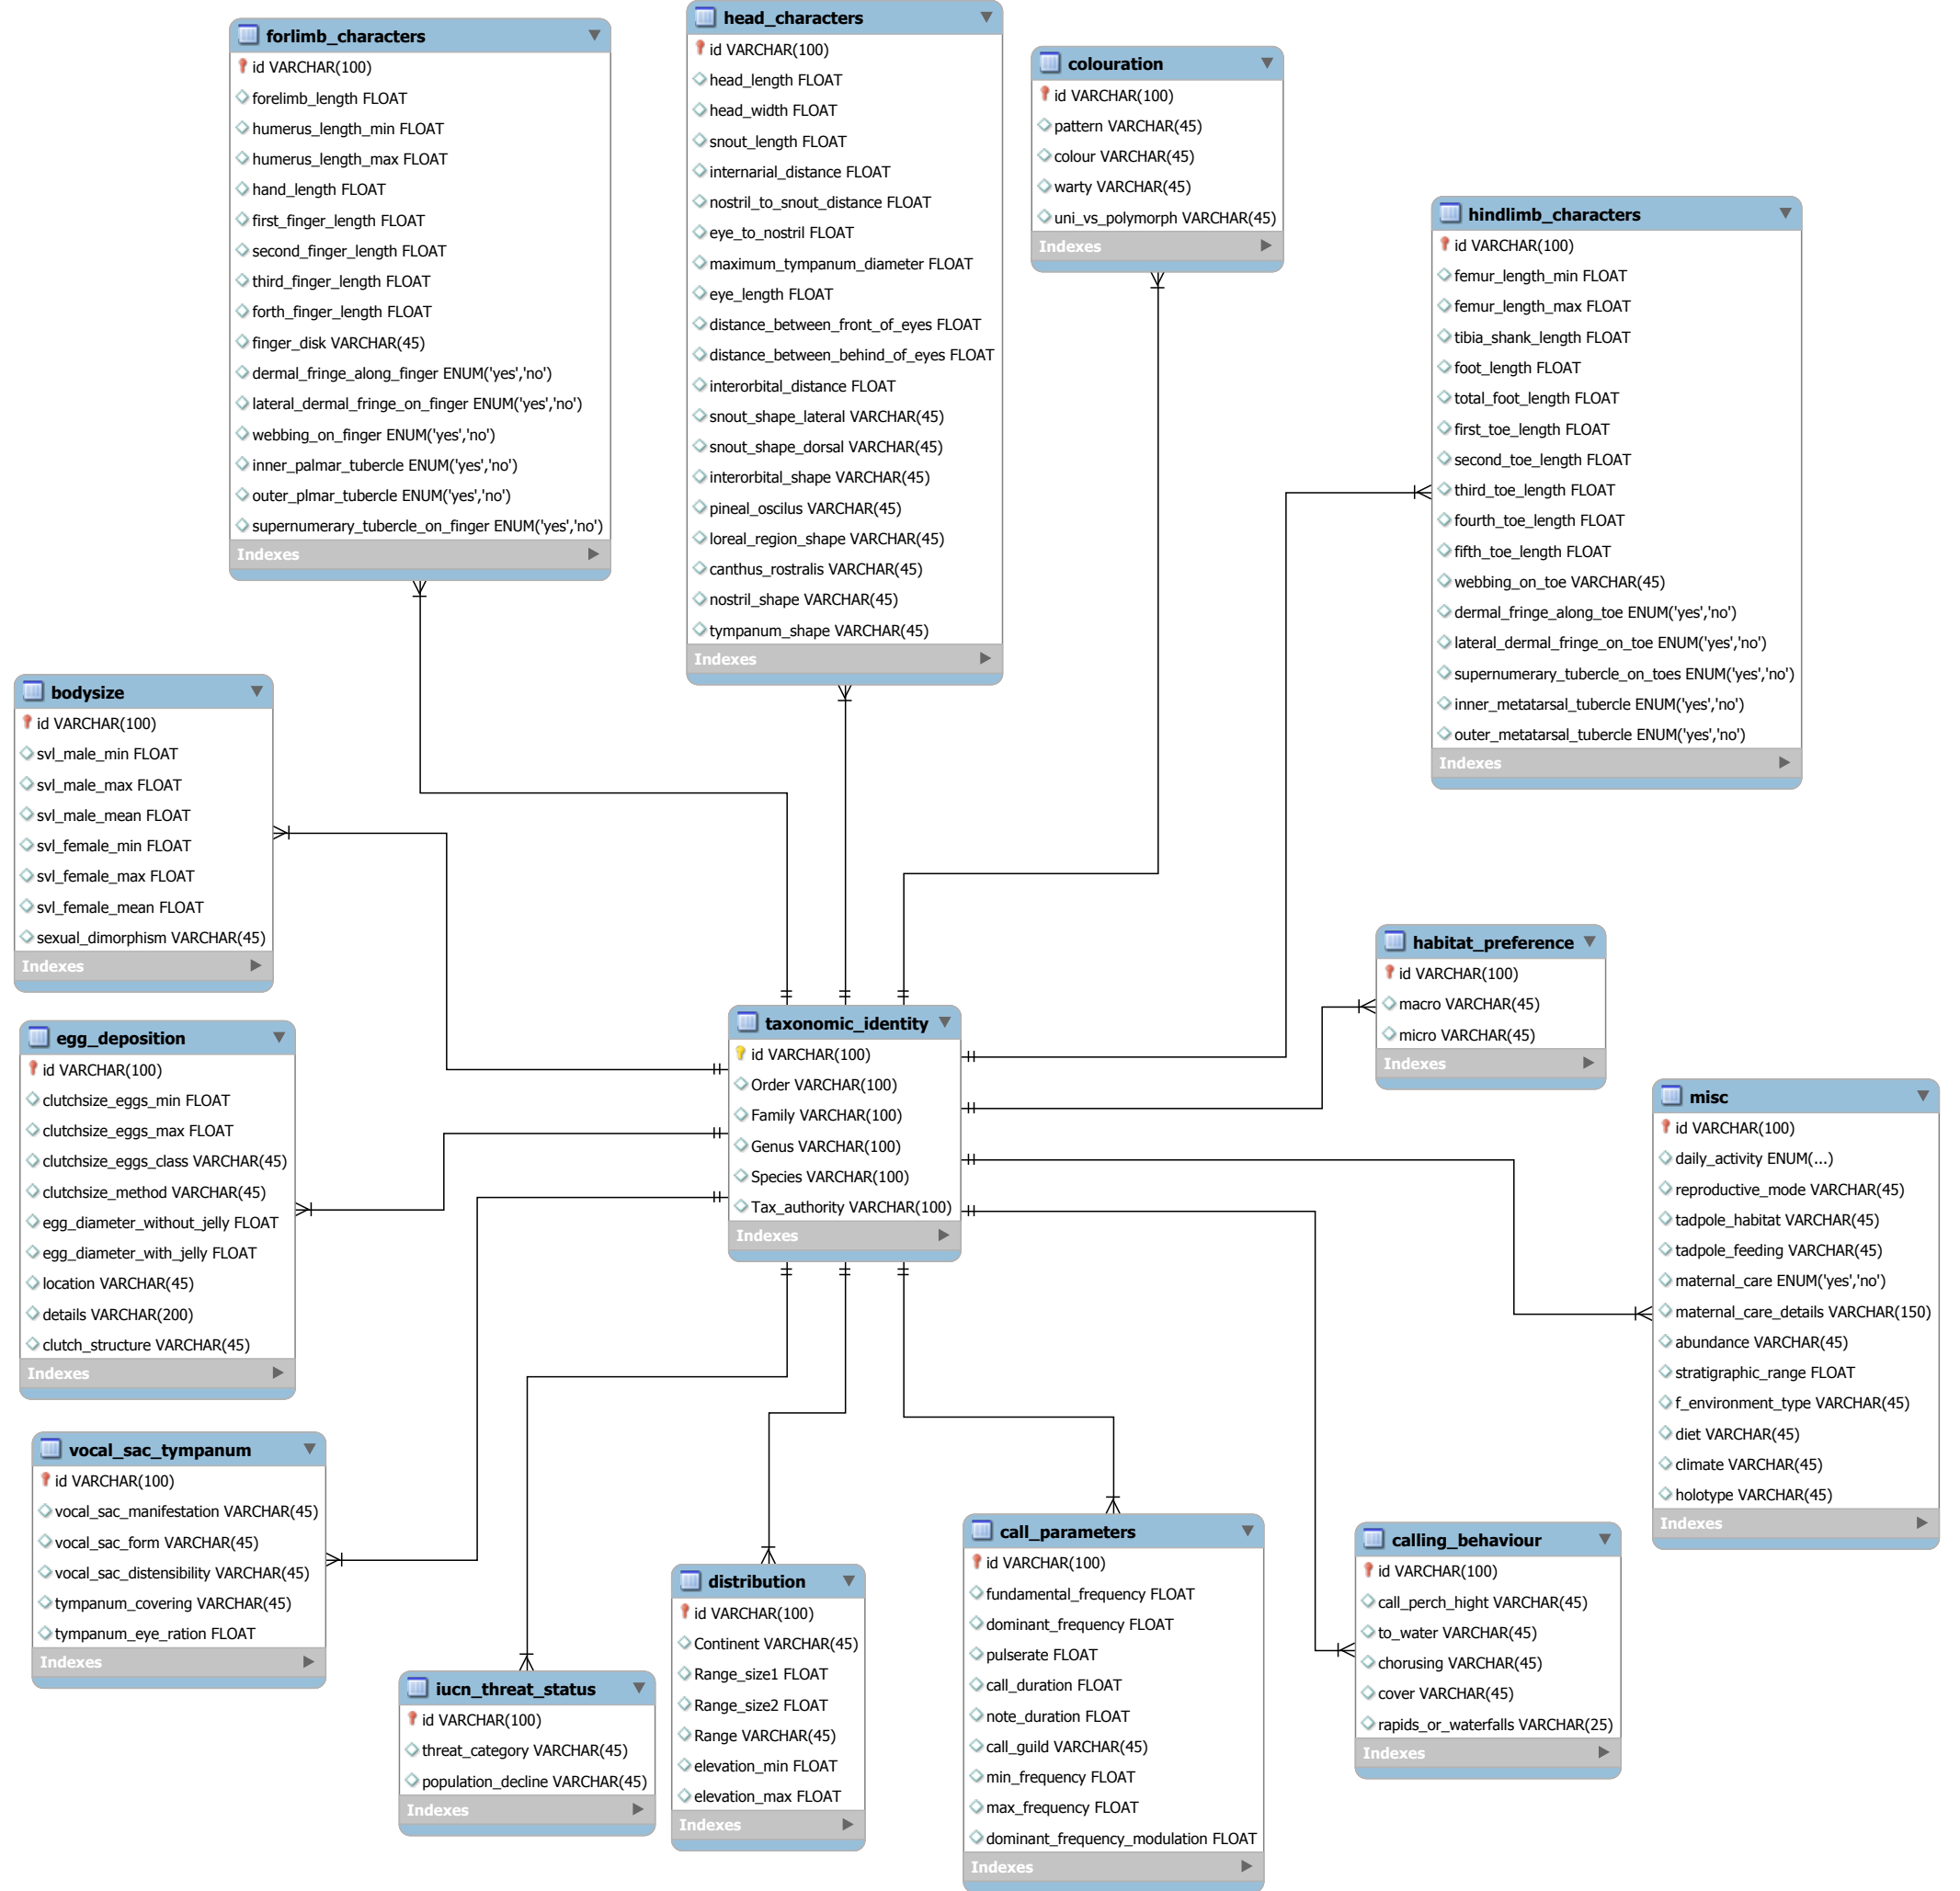 forlimb_characters
id VARCHAR(100)
forelimb_length FLOAT
humerus_length_min FLOAT
humerus_length_max FLOAT
hand_length FLOAT
first_finger_length FLOAT
second_finger_length FLOAT
third_finger_length FLOAT
forth_finger_length FLOAT
finger_disk VARCHAR(45)
dermal_fringe_along_finger ENUM('yes','no')
lateral_dermal_fringe_on_finger ENUM('yes','no')
webbing_on_finger ENUM('yes','no')
inner_palmar_tubercle ENUM('yes','no')
outer_plmar_tubercle ENUM('yes','no')
supernumerary_tubercle_on_finger ENUM('yes','no')
Indexes
head_characters
id VARCHAR(100)
head_length FLOAT
head_width FLOAT
snout_length FLOAT
internarial_distance FLOAT
nostril_to_snout_distance FLOAT
eye_to_nostril FLOAT
maximum_tympanum_diameter FLOAT
eye_length FLOAT
distance_between_front_of_eyes FLOAT
distance_between_behind_of_eyes FLOAT
interorbital_distance FLOAT
snout_shape_lateral VARCHAR(45)
snout_shape_dorsal VARCHAR(45)
interorbital_shape VARCHAR(45)
pineal_oscilus VARCHAR(45)
loreal_region_shape VARCHAR(45)
canthus_rostralis VARCHAR(45)
nostril_shape VARCHAR(45)
tympanum_shape VARCHAR(45)
Indexes
colouration
id VARCHAR(100)
pattern VARCHAR(45)
colour VARCHAR(45)
warty VARCHAR(45)
uni_vs_polymorph VARCHAR(45)
Indexes
hindlimb_characters
id VARCHAR(100)
femur_length_min FLOAT
femur_length_max FLOAT
tibia_shank_length FLOAT
foot_length FLOAT
total_foot_length FLOAT
first_toe_length FLOAT
second_toe_length FLOAT
third_toe_length FLOAT
fourth_toe_length FLOAT
fifth_toe_length FLOAT
webbing_on_toe VARCHAR(45)
dermal_fringe_along_toe ENUM('yes','no')
lateral_dermal_fringe_on_toe ENUM('yes','no')
supernumerary_tubercle_on_toes ENUM('yes','no')
inner_metatarsal_tubercle ENUM('yes','no')
outer_metatarsal_tubercle ENUM('yes','no')
Indexes
bodysize
id VARCHAR(100)
svl_male_min FLOAT
svl_male_max FLOAT
svl_male_mean FLOAT
svl_female_min FLOAT
svl_female_max FLOAT
svl_female_mean FLOAT
sexual_dimorphism VARCHAR(45)
Indexes
habitat_preference
id VARCHAR(100)
macro VARCHAR(45)
micro VARCHAR(45)
Indexes
taxonomic_identity
id VARCHAR(100)
Order VARCHAR(100)
Family VARCHAR(100)
Genus VARCHAR(100)
Species VARCHAR(100)
Tax_authority VARCHAR(100)
Indexes
egg_deposition
id VARCHAR(100)
clutchsize_eggs_min FLOAT
clutchsize_eggs_max FLOAT
clutchsize_eggs_class VARCHAR(45)
clutchsize_method VARCHAR(45)
egg_diameter_without_jelly FLOAT
egg_diameter_with_jelly FLOAT
location VARCHAR(45)
details VARCHAR(200)
clutch_structure VARCHAR(45)
Indexes
misc
id VARCHAR(100)
daily_activity ENUM(...)
reproductive_mode VARCHAR(45)
tadpole_habitat VARCHAR(45)
tadpole_feeding VARCHAR(45)
maternal_care ENUM('yes','no')
maternal_care_details VARCHAR(150)
abundance VARCHAR(45)
stratigraphic_range FLOAT
f_environment_type VARCHAR(45)
diet VARCHAR(45)
climate VARCHAR(45)
holotype VARCHAR(45)
Indexes
vocal_sac_tympanum
id VARCHAR(100)
vocal_sac_manifestation VARCHAR(45)
vocal_sac_form VARCHAR(45)
vocal_sac_distensibility VARCHAR(45)
tympanum_covering VARCHAR(45)
tympanum_eye_ration FLOAT
Indexes
iucn_threat_status
id VARCHAR(100)
threat_category VARCHAR(45)
population_decline VARCHAR(45)
Indexes
distribution
id VARCHAR(100)
Continent VARCHAR(45)
Range_size1 FLOAT
Range_size2 FLOAT
Range VARCHAR(45)
elevation_min FLOAT
elevation_max FLOAT
Indexes
call_parameters
id VARCHAR(100)
fundamental_frequency FLOAT
dominant_frequency FLOAT
pulserate FLOAT
call_duration FLOAT
note_duration FLOAT
call_guild VARCHAR(45)
min_frequency FLOAT
max_frequency FLOAT
dominant_frequency_modulation FLOAT
Indexes
calling_behaviour
id VARCHAR(100)
call_perch_hight VARCHAR(45)
to_water VARCHAR(45)
chorusing VARCHAR(45)
cover VARCHAR(45)
rapids_or_waterfalls VARCHAR(25)
Indexes